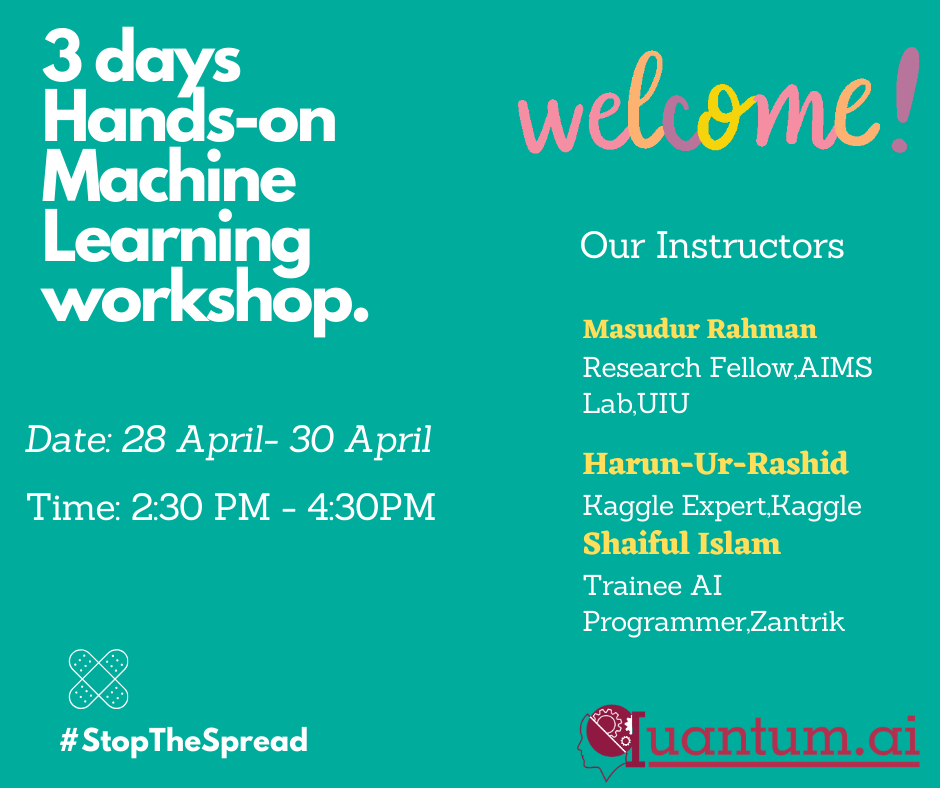 3 days
Hands-on
Machine
Learning
workshop.
Date: 28 April- 30 April
Time: 2:30 PM - 4:30PM
#StopTheSpread
welcome!
Our Instructors
Masudur Rahman
Research Fellow,AIMS
Lab,UIU
Harun-Ur-Rashid
Kaggle Expert,Kaggle
Shaiful Islam
Trainee AI
Programmer,Zantrik
Quantum.ai